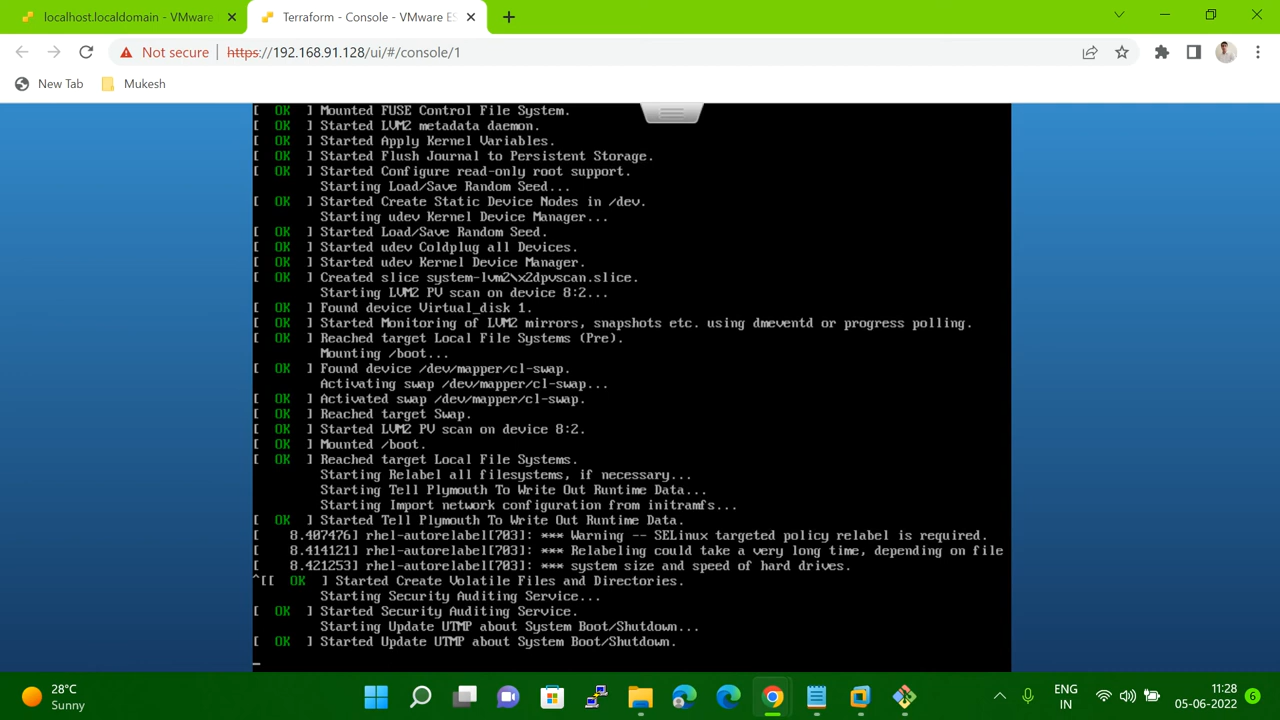 localhost.localdomain - VMware
Terraform - Console - VMware ES
Not secure
https://192.168.91.128/ui/#/console/1
New Tab
Mukesh
[ OK ] Mounted FUSE Control File System.
[ OK ] Started LVM2 metadata daemon.
[ OK ] Started Apply Kernel Variables.
[ OK ] Started Flush Journal to Persistent Storage.
[ OK ] Started Configure read-only root support.
Starting Load/Save Random Seed...
[ OK ] Started Create Static Device Nodes in /dev.
Starting udev Kernel Device Manager...
[ OK ] Started Load/Save Random Seed.
[ OK ] Started udev Coldplug all Devices.
[ OK ] Started udev Kernel Device Manager.
[ OK ] Created slice system-lvm2\x2dpvscan.slice.
Starting LVM2 PV scan on device 8:2...
[ OK ] Found device Virtual_disk 1.
[ OK ] Started Monitoring of LVM2 mirrors, snapshots etc. using dmeventd or progress polling.
[ OK ] Reached target Local File Systems (Pre).
Mounting /boot...
[ OK ] Found device /dev/mapper/cl-swap.
Activating swap /dev/mapper/cl-swap...
[ OK ] Activated swap /dev/mapper/cl-swap.
[ OK ] Reached target Swap.
[ OK ] Started LVM2 PV scan on device 8:2.
[ OK ] Mounted /boot.
[ OK ] Reached target Local File Systems.
Starting Relabel all filesystems, if necessary...
Starting Tell Plymouth To Write Out Runtime Data...
Starting Import network configuration from initramfs...
[ OK ] Started Tell Plymouth To Write Out Runtime Data.
[ 8.407476] rhel-autorelabel[703]: *** Warning -- SELinux targeted policy relabel is required.
[ 8.414121] rhel-autorelabel[703]: *** Relabeling could take a very long time, depending on file
[ 8.421253] rhel-autorelabel[703]: *** system size and speed of hard drives.
^[[ OK ] Started Create Volatile Files and Directories.
Starting Security Auditing Service...
[ OK ] Started Security Auditing Service.
Starting Update UTMP about System Boot/Shutdown...
[ OK ] Started Update UTMP about System Boot/Shutdown.
28°C
Sunny
ENG
IN
11:28
05-06-2022
6